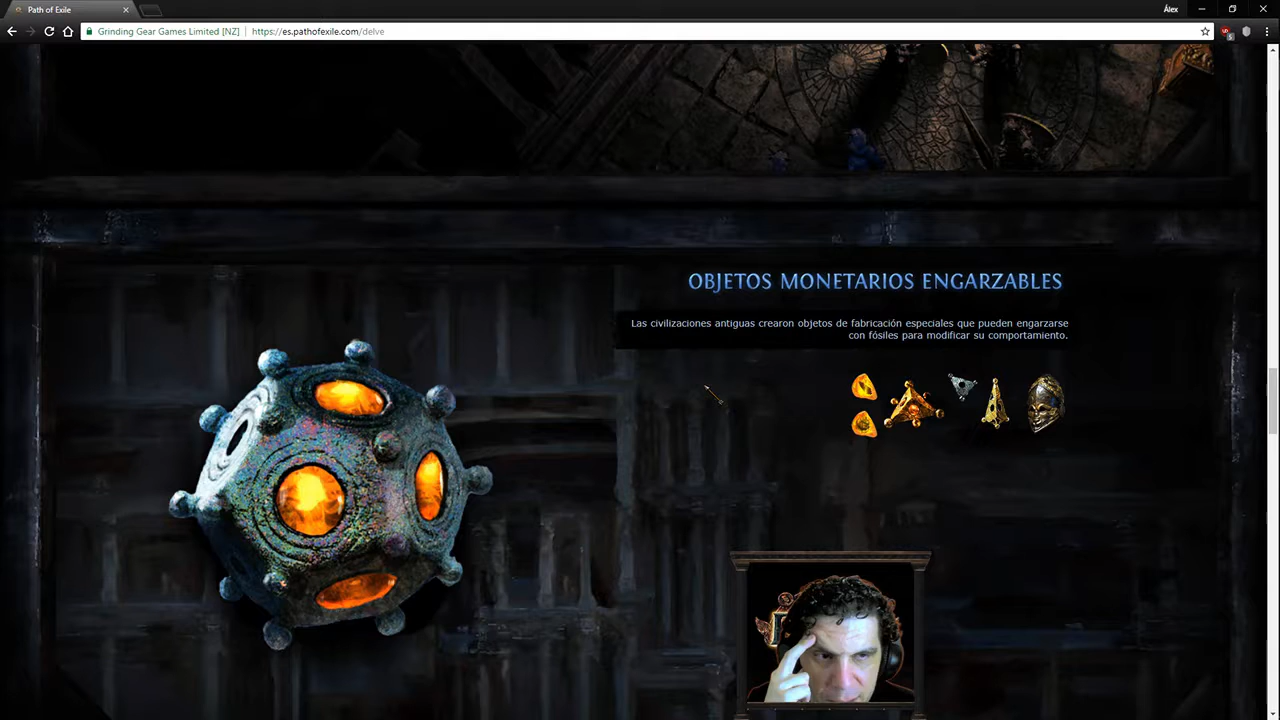 Path of Exile
Álex
Grinding Gear Games Limited [NZ]
https://es.pathofexile.com/delve
OBJETOS MONETARIOS ENGARZABLES
Las civilizaciones antiguas crearon objetos de fabricación especiales que pueden engarzarse
con fósiles para modificar su comportamiento.